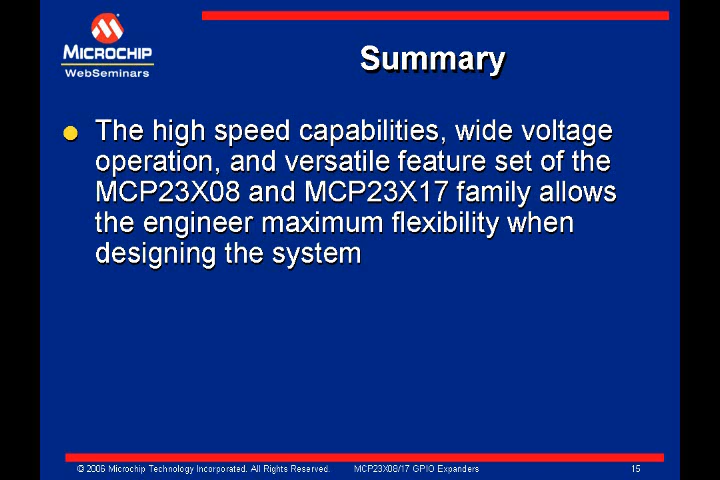 MICROCHIP
WebSeminars
Summary
The high speed capabilities, wide voltage
operation, and versatile feature set of the
MCP23X08 and MCP23X17 family allows
the engineer maximum flexibility when
designing the system
© 2006 Microchip Technology Incorporated. All Rights Reserved. MCP23X08/17 GPIO Expanders 15